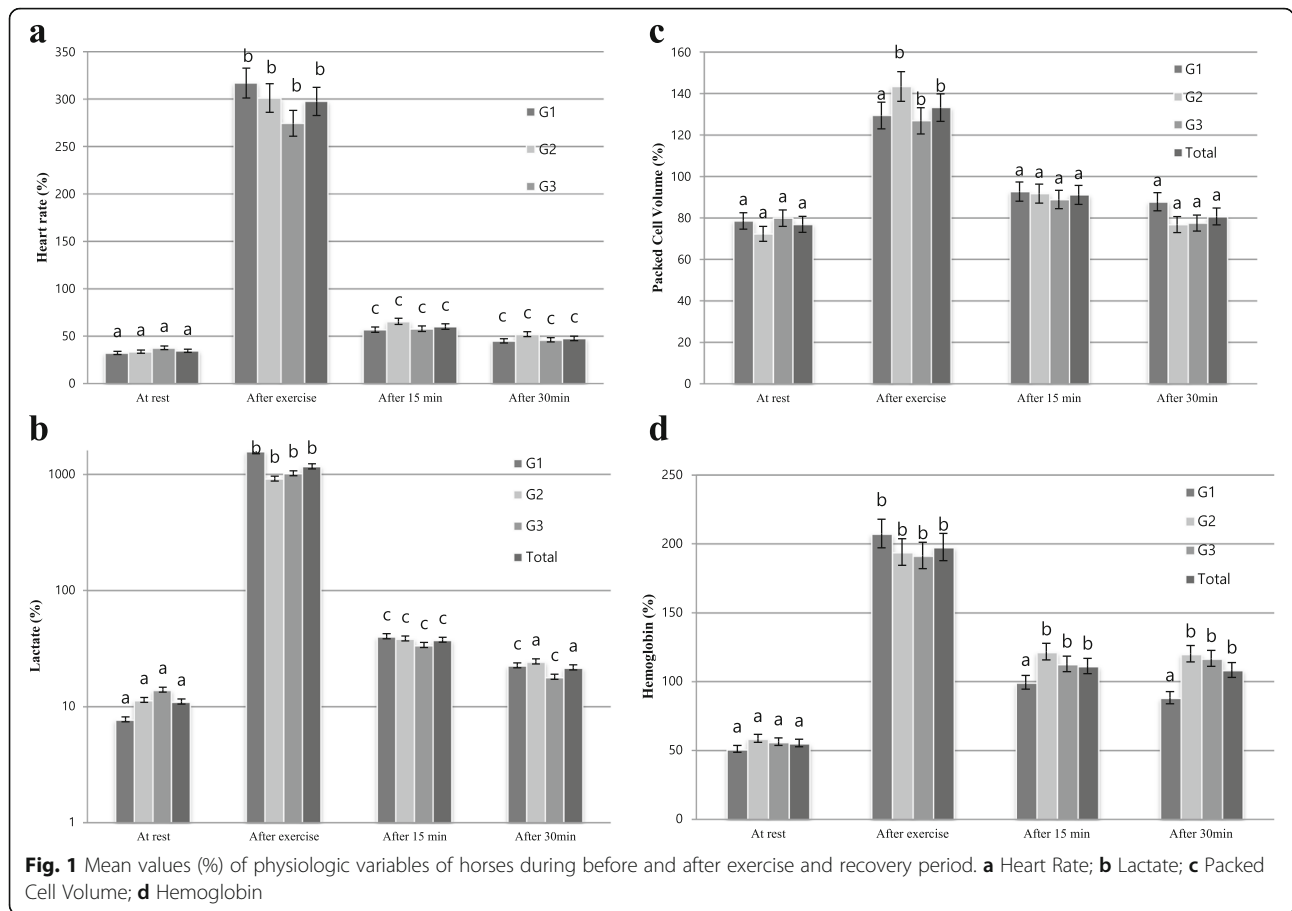 a
350
300
250
200
150
100
50
0
Heart rate (%)
b b b b
a a a a
c c c c
c c c c
G1
G2
G3
At rest After exercise After 15 min After 30min
c
160
140
120
100
80
60
40
20
0
Packed Cell Volume (%)
a b b b
a a a a
a a a a
a a a a
G1
G2
G3
Total
At rest After exercise After 15 min After 30min
b
1000
100
10
1
Lactate (%)
b b b b
a a a a
c c c c
c a c a
G1
G2
G3
Total
At rest After exercise After 15 min After 30min
d
250
200
150
100
50
0
Hemoglobin (%)
b b b b
a a a a
a b b b
a b b b
G1
G2
G3
Total
At rest After exercise After 15 min After 30min
Fig. 1 Mean values (%) of physiologic variables of horses during before and after exercise and recovery period. a Heart Rate; b Lactate; c Packed
Cell Volume; d Hemoglobin